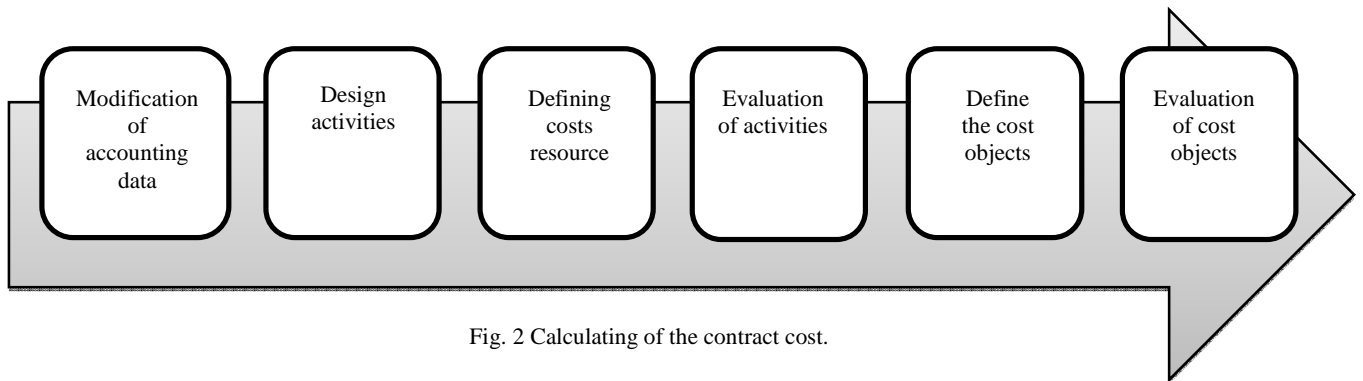 Modification
of
accounting
data
Design
activities
Defining
costs
resource
Evaluation
of activities
Define
the cost
objects
Evaluation
of cost
objects
Fig. 2 Calculating of the contract cost.